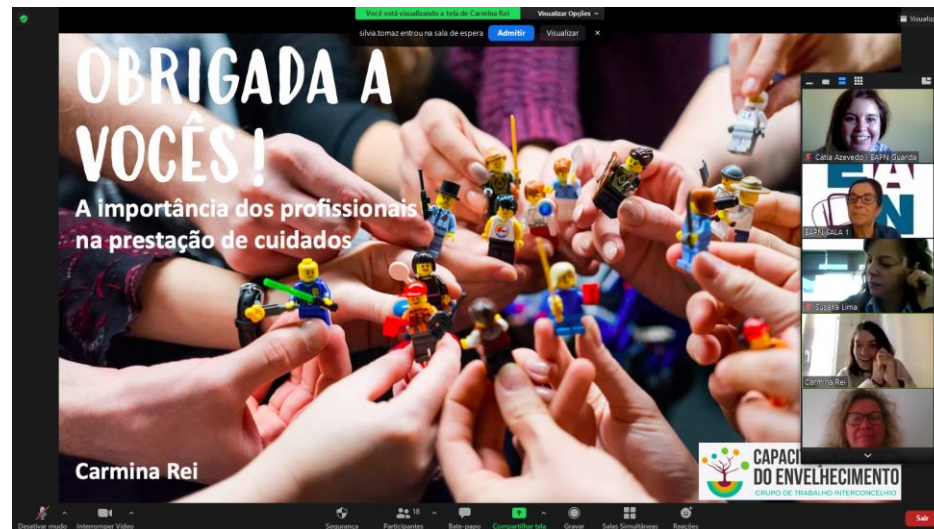 Você está visualizando a tela de Carmina Rei
Visualizar Opções
silvia.tomaz entrou na sala de espera
Admitir
Visualizar
OBRIGADA A
VOCÊS!
A importância dos profissionais
na prestação de cuidados
Cátia Azevedo | EAPN Guarda
EAPN SALA 1
Susana Lima
Carmina Rei
Carmina Rei
DO ENVELHECIMENTO
GRUPO DE TRABALHO INTERCONCELHIO
Desativar mudo
Interromper Vídeo
Segurança
18
Participantes
Bate-papo
Compartilhar tela
Gravar
Salas Simultâneas
Reações
Sair